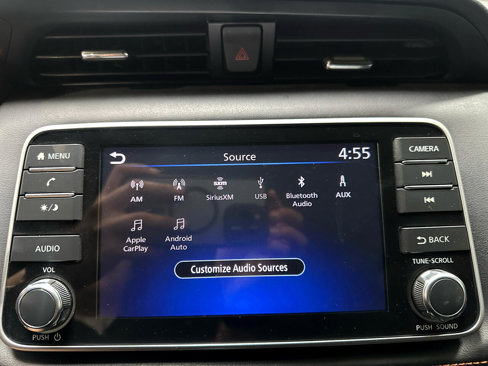 Source
4:55
MENU
CAMERA
AM
FM
sxm
SiriusXM
USB
Bluetooth
Audio
AUX
Apple
CarPlay
Android
Auto
Customize Audio Sources
AUDIO
BACK
VOL
TUNE-SCROLL
PUSH
PUSH SOUND